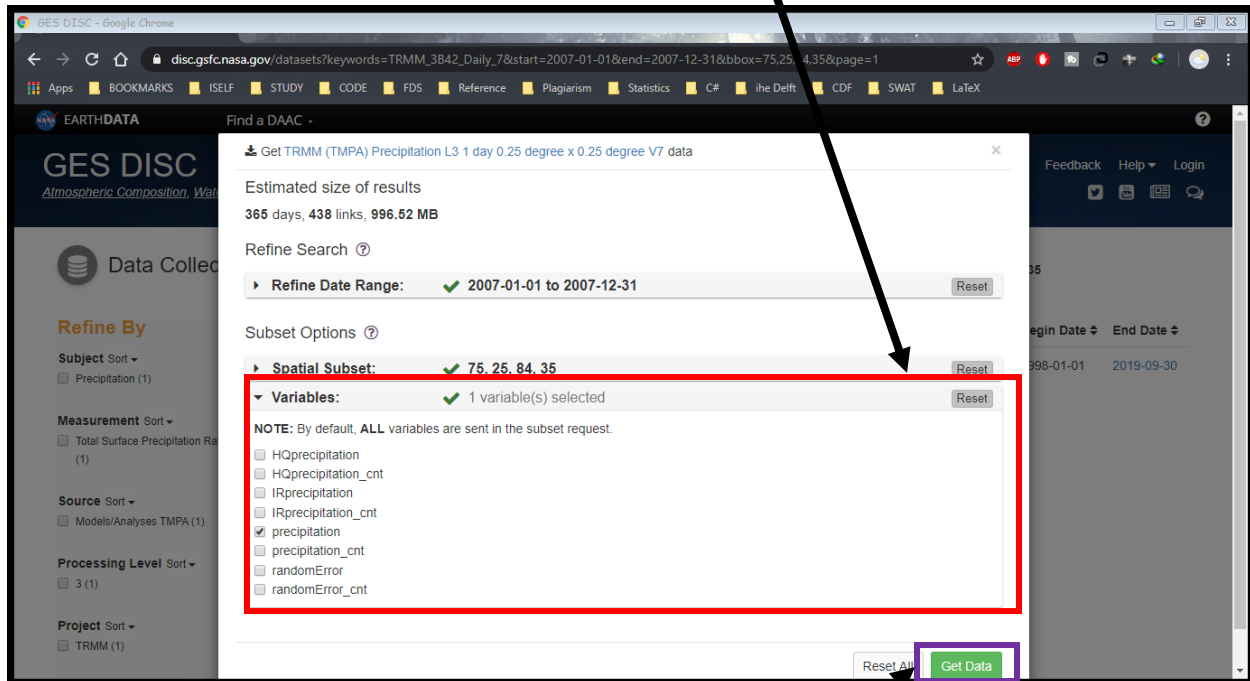 GES DISC - Google Chrome
disc.gsfc.nasa.gov/datasets?keywords=TRMM_3B42_Daily_7&start=2007-01-01&end=2007-12-31&bbox=75,25,84,35&page=1
ABP
Apps BOOKMARKS ISELF STUDY CODE FDS Reference Plagiarism Statistics C# ihe Delft CDF SWAT LaTeX
EARTHDATA Find a DAAC
GES DISC
Atmospheric Composition,
Feedback Help Login
Get TRMM (TMPA) Precipitation L3 1 day 0.25 degree x 0.25 degree V7 data ×
Estimated size of results
365 days, 438 links, 996.52 MB
Refine Search ?
Refine Date Range: 2007-01-01 to 2007-12-31 Reset
Subset Options ?
Spatial Subset: 75, 25, 84, 35 Reset
Variables: 1 variable(s) selected Reset
NOTE: By default, ALL variables are sent in the subset request.
HQprecipitation
HQprecipitation_cnt
IRprecipitation
IRprecipitation_cnt
precipitation
precipitation_cnt
randomError
randomError_cnt
Reset All Get Data
Data Collec
35
Refine By
egin Date End Date
998-01-01 2019-09-30
Subject Sort
Precipitation (1)
Measurement Sort
Total Surface Precipitation Ra
(1)
Source Sort
Models/Analyses TMPA (1)
Processing Level Sort
3 (1)
Project Sort
TRMM (1)